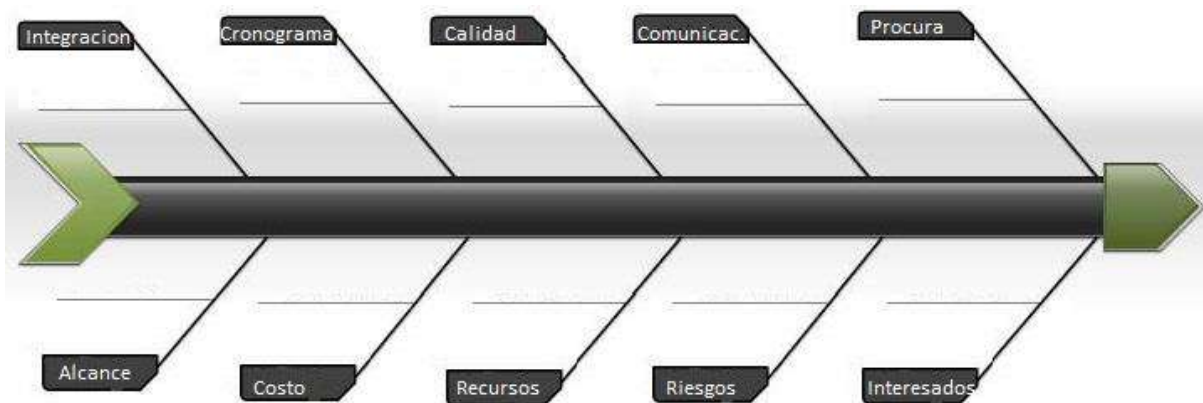 Integracion
Cronograma
Calidad
Comunicac.
Procura
Alcance
Costo
Recursos
Riesgos
Interesados